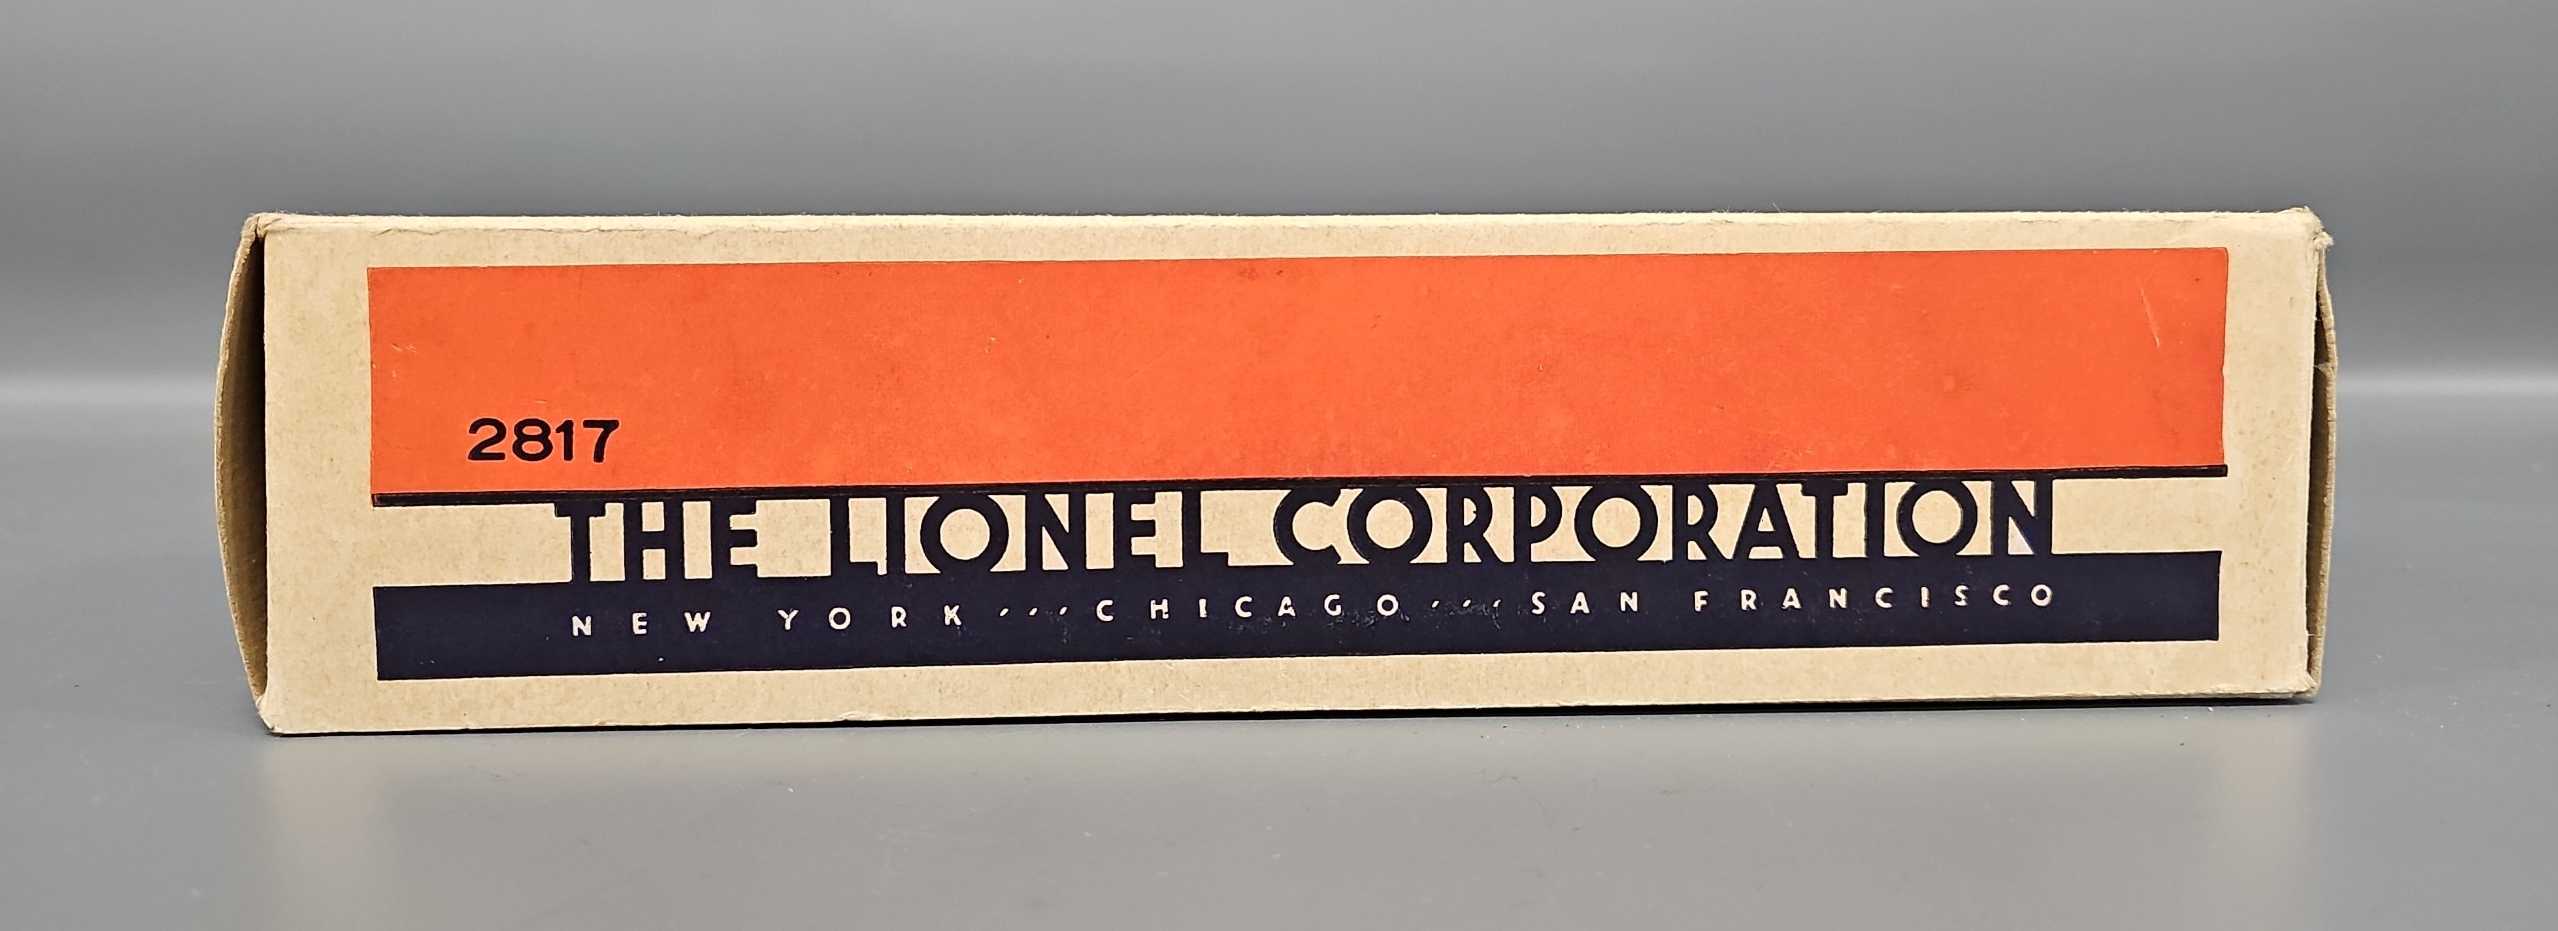 2817
THE LIONEL CORPORATION
NEW YORK ··· CHICAGO ··· SAN FRANCISCO